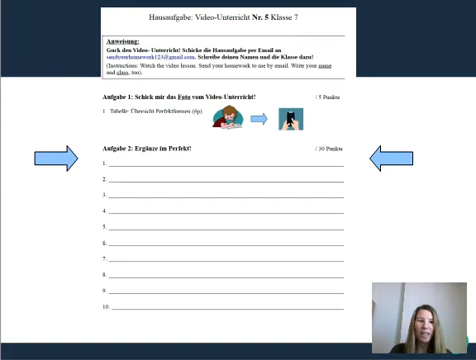 Hausaufgabe: Video-Unterricht Nr. 5 Klasse 7
Anweisung:
Guck den Video- Unterricht! Schicke die Hausaufgabe per Email an
sendyourhomework123@gmail.com. Schreibe deinen Namen und die Klasse dazu!
(Instructions: Watch the video lesson. Send your homework to me by email. Write your name
and class, too).
Aufgabe 1: Schick mir das Foto vom Video-Unterricht! / 5 Punkte
1 Tabelle: Übersicht Perfektformen (6p)
Aufgabe 2: Ergänze im Perfekt! / 30 Punkte
1.
2.
3.
4.
5.
6.
7.
8.
9.
10.